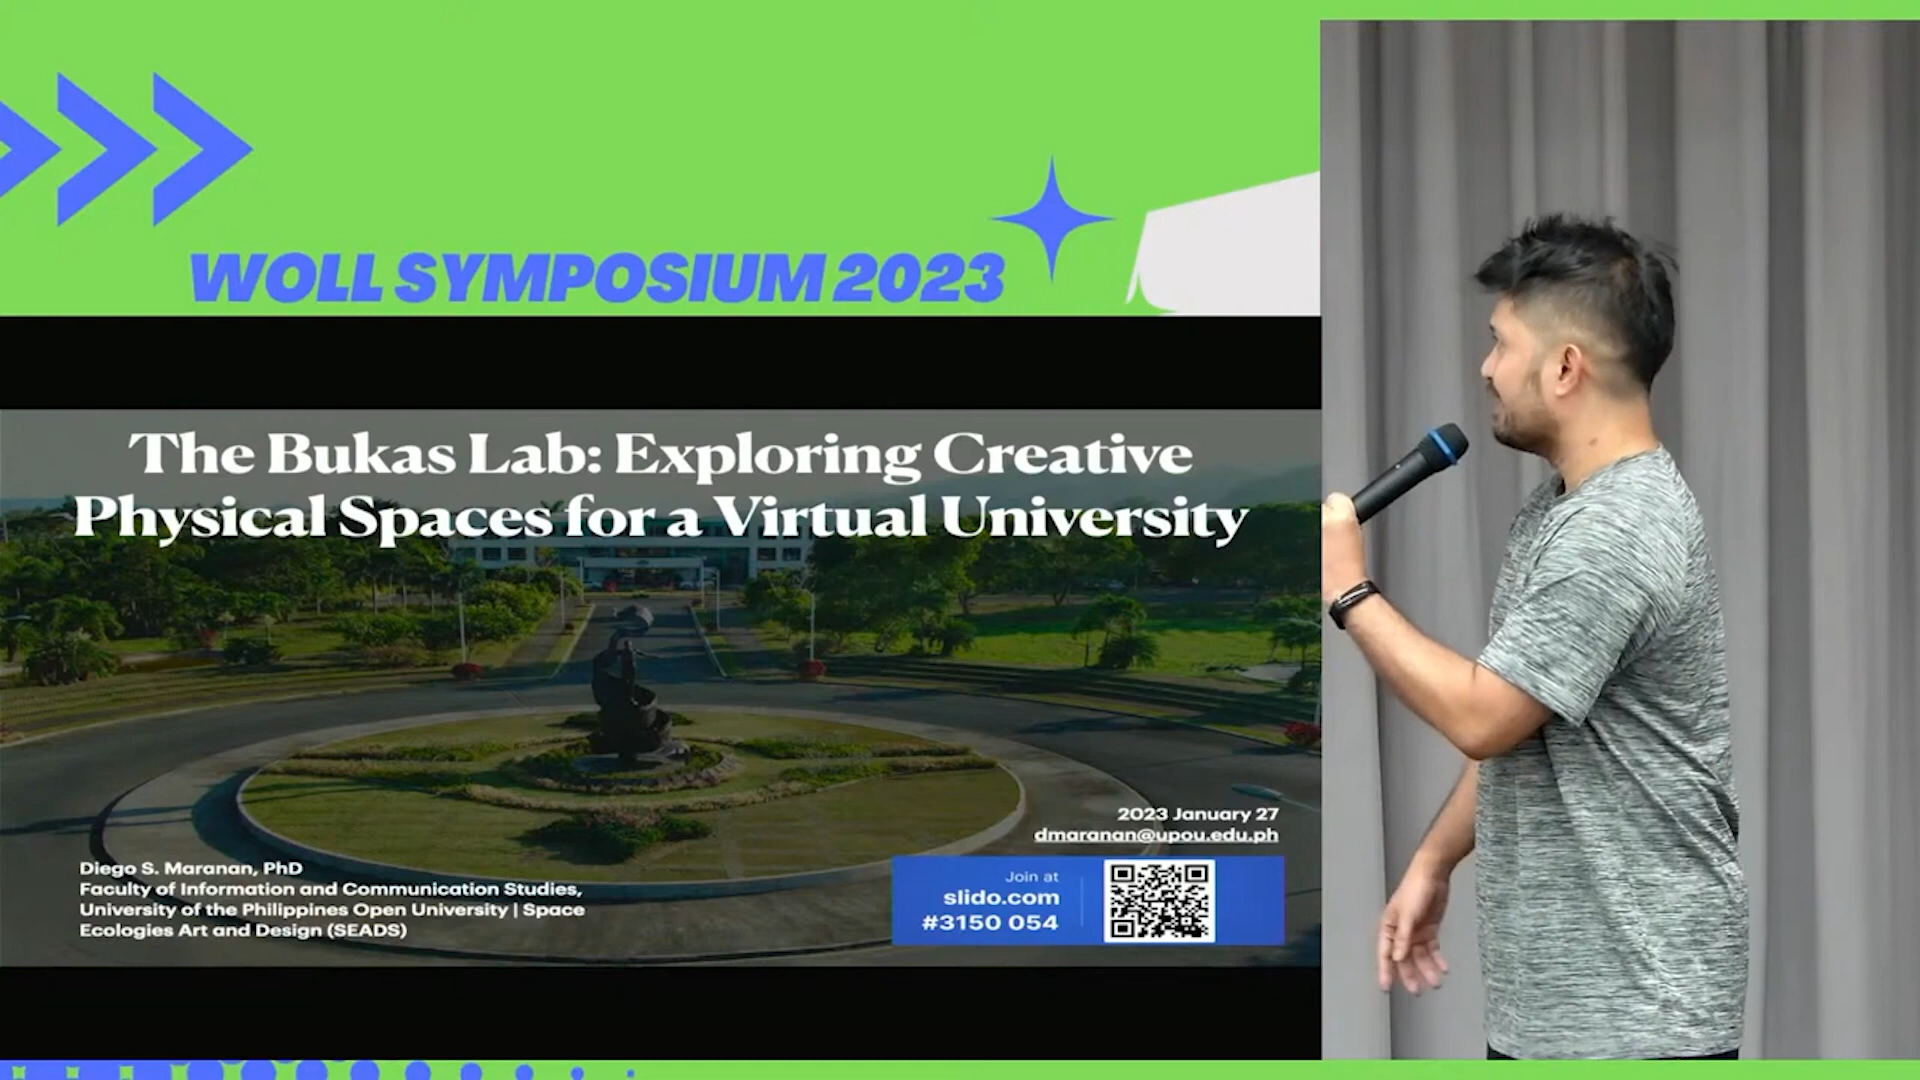 WOLL SYMPOSIUM 2023
The Bukas Lab: Exploring Creative
Physical Spaces for a Virtual University
2023 January 27
dmaranan@upou.edu.ph
Diego S. Maranan, PhD
Faculty of Information and Communication Studies,
University of the Philippines Open University | Space
Ecologies Art and Design (SEADS)
Join at
slido.com
#3150 054